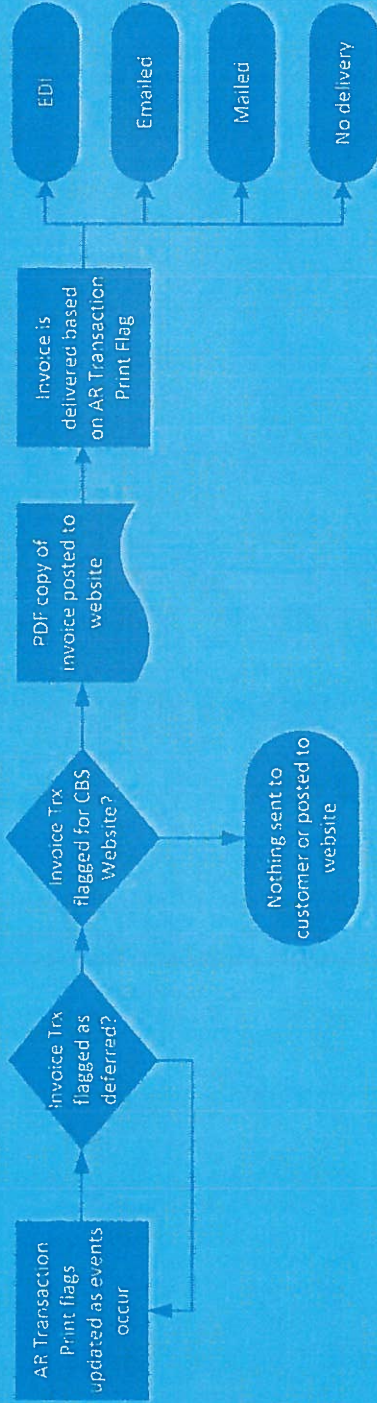 AR Transaction
Print flags
updated as events
occur
Invoice Trx
flagged as
deferred?
Invoice Trx
flagged for CBS
Website?
Nothing sent to
customer or posted to
website
PDF copy of
invoice posted to
website
Invoice is
delivered based
on AR Transaction
Print Flag
EDI
Emailed
Mailed
No delivery